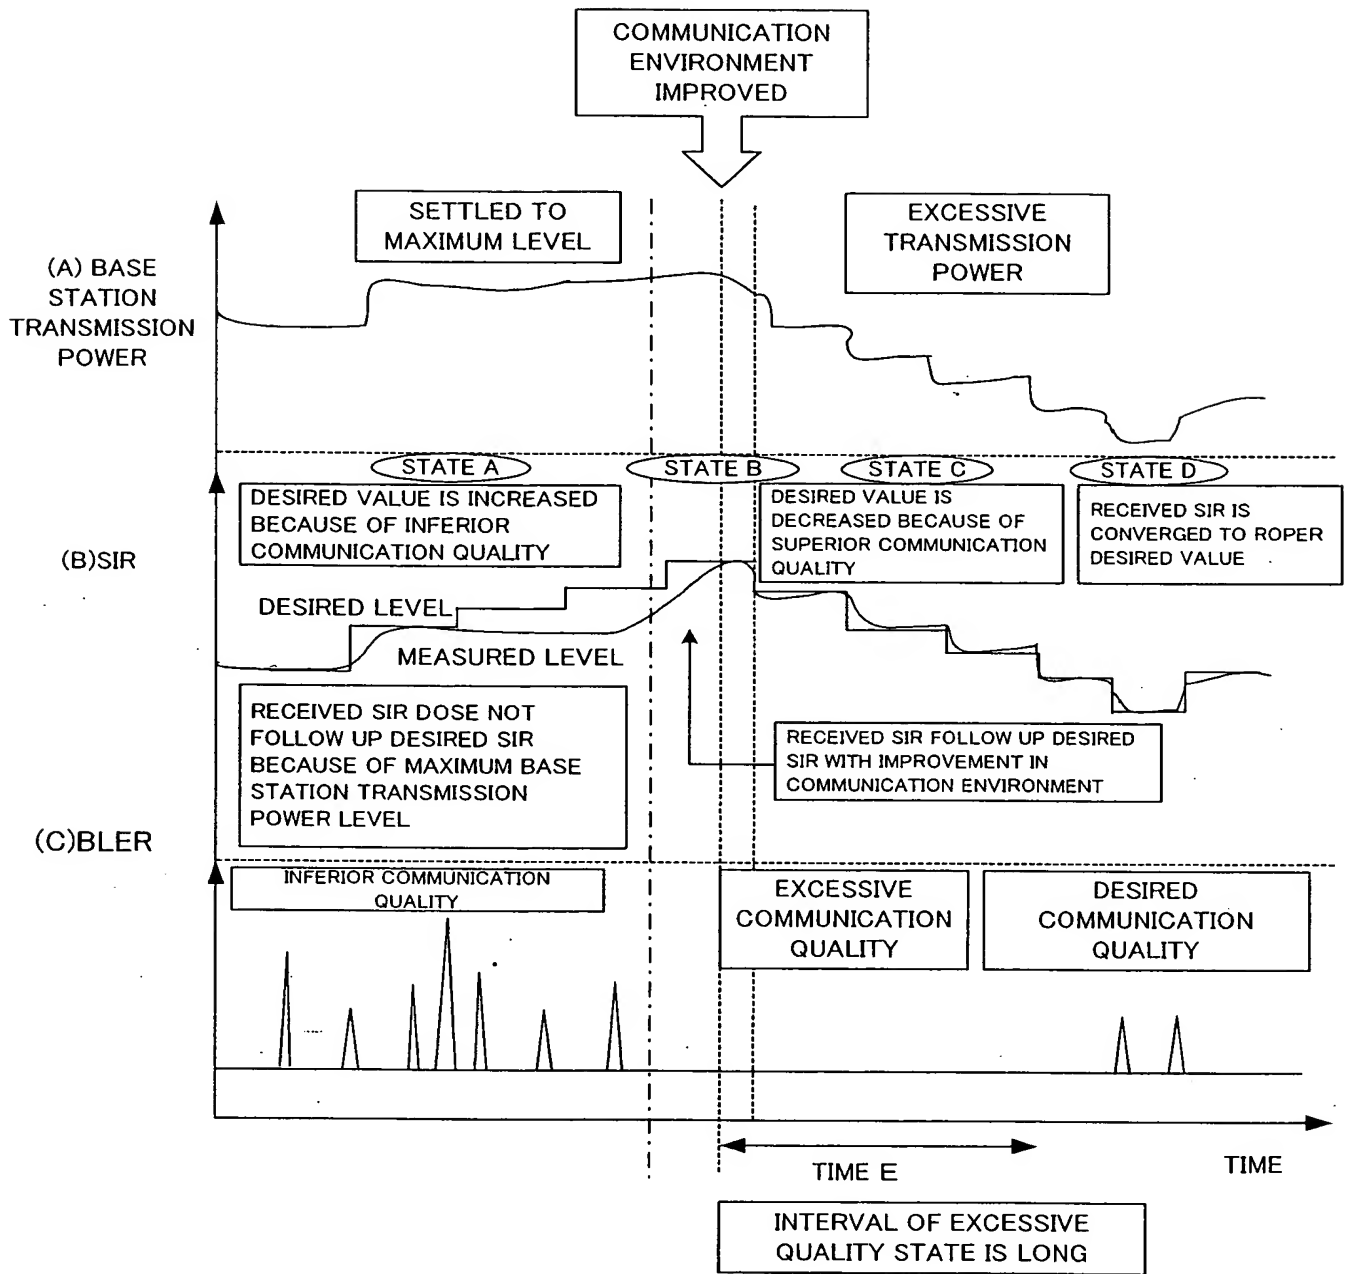 COMMUNICATION
ENVIRONMENT
IMPROVED
SETTLED TO
MAXIMUM LEVEL
EXCESSIVE
TRANSMISSION
POWER
(A) BASE
STATION
TRANSMISSION
POWER
STATE A
STATE B
STATE C
STATE D
DESIRED VALUE IS INCREASED
BECAUSE OF INFERIOR
COMMUNICATION QUALITY
DESIRED VALUE IS
DECREASED BECAUSE OF
SUPERIOR COMMUNICATION
QUALITY
RECEIVED SIR IS
CONVERGED TO ROPER
DESIRED VALUE
(B)SIR
DESIRED LEVEL
MEASURED LEVEL
RECEIVED SIR DOSE NOT
FOLLOW UP DESIRED SIR
BECAUSE OF MAXIMUM BASE
STATION TRANSMISSION
POWER LEVEL
RECEIVED SIR FOLLOW UP DESIRED
SIR WITH IMPROVEMENT IN
COMMUNICATION ENVIRONMENT
(C)BLER
INFERIOR COMMUNICATION
QUALITY
EXCESSIVE
COMMUNICATION
QUALITY
DESIRED
COMMUNICATION
QUALITY
TIME E
TIME
INTERVAL OF EXCESSIVE
QUALITY STATE IS LONG